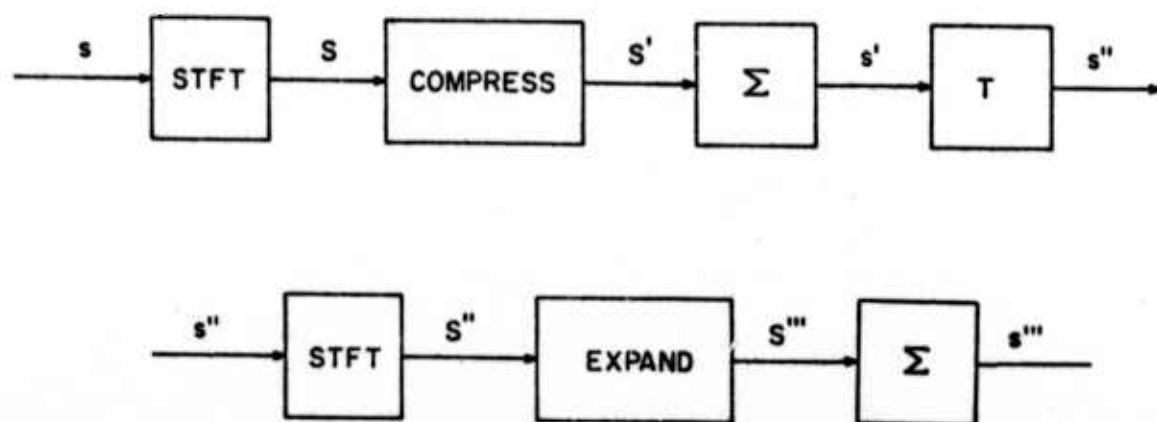 s STFT S COMPRESS S' Σ s' T s"
s" STFT S" EXPAND S''' Σ s'''